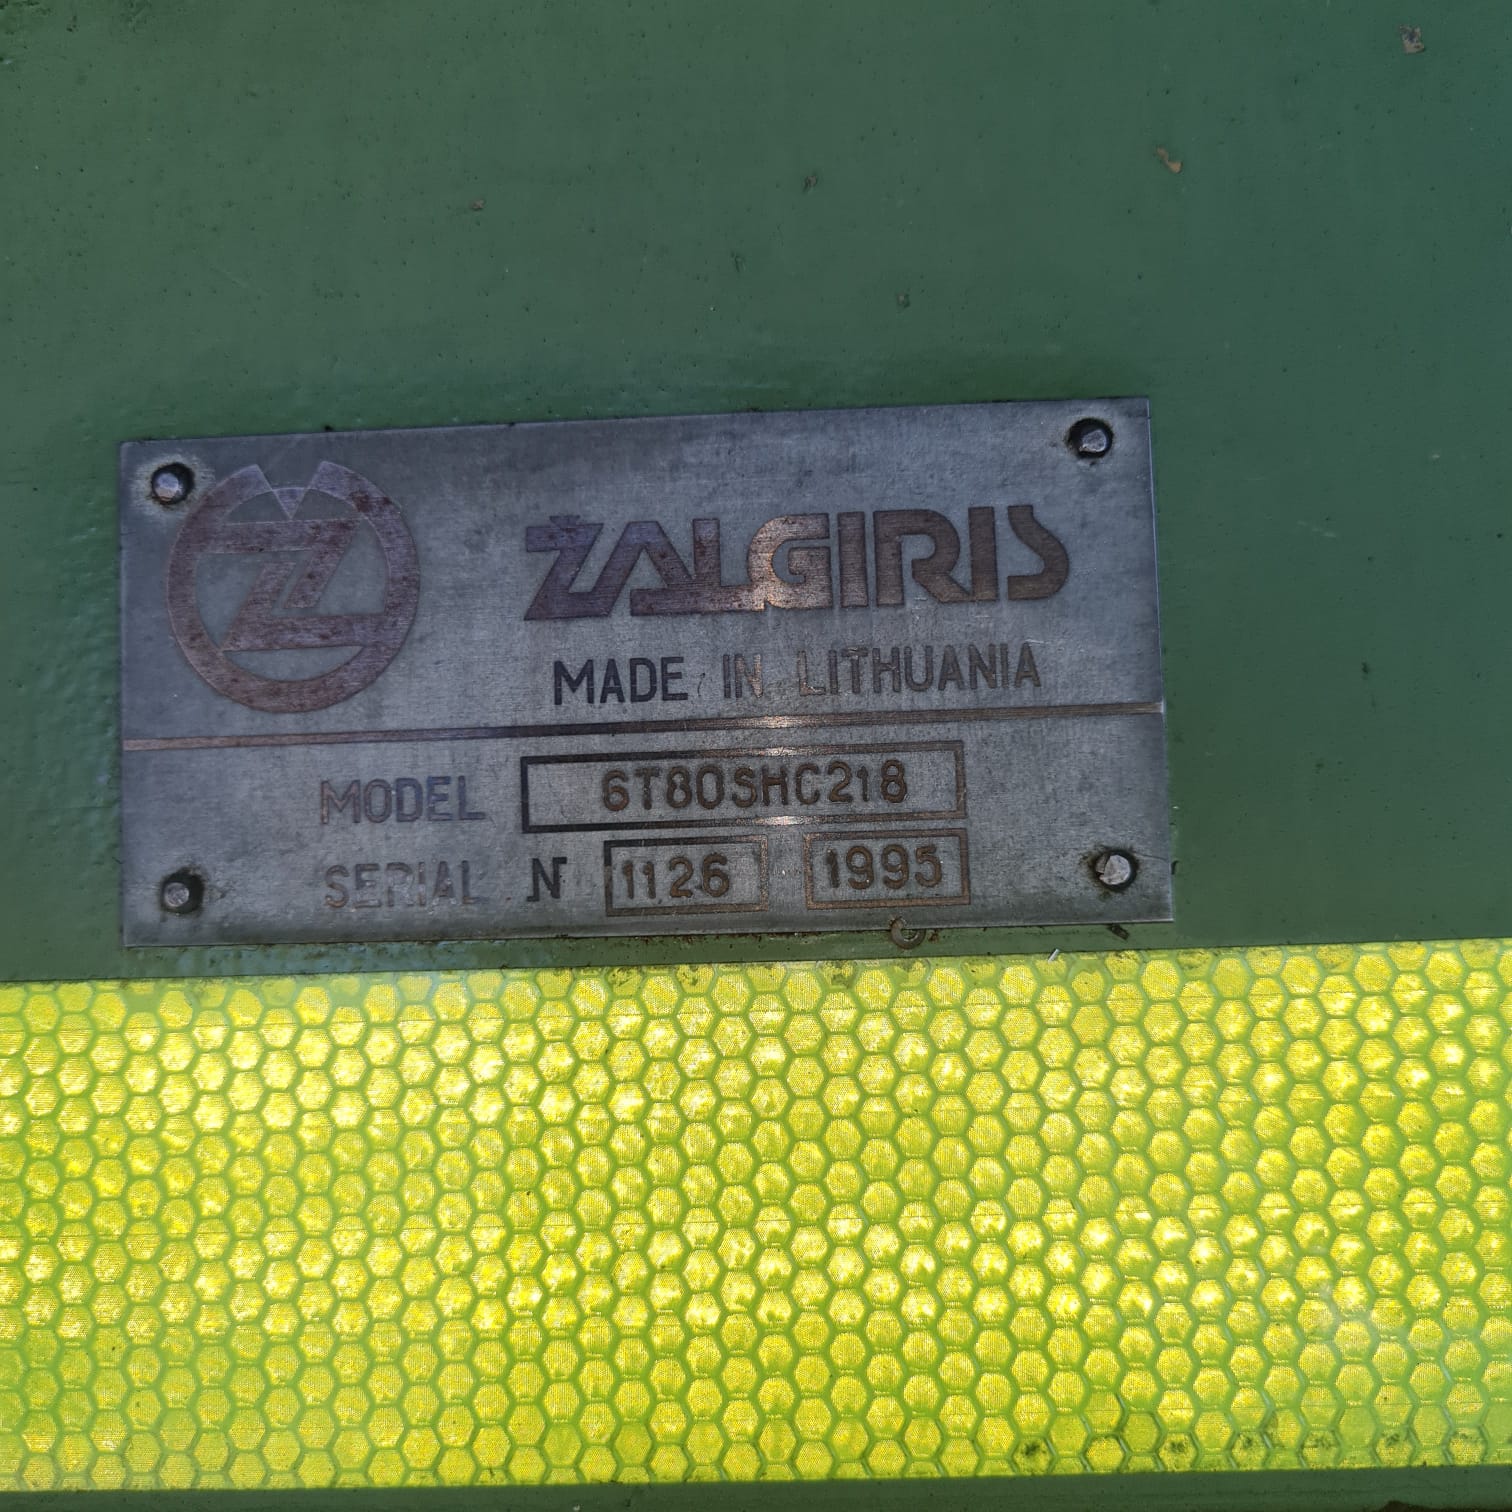 ŽALGIRIS
MADE IN LITHUANIA
MODEL 6T80SHC218
SERIAL N 1126 1995